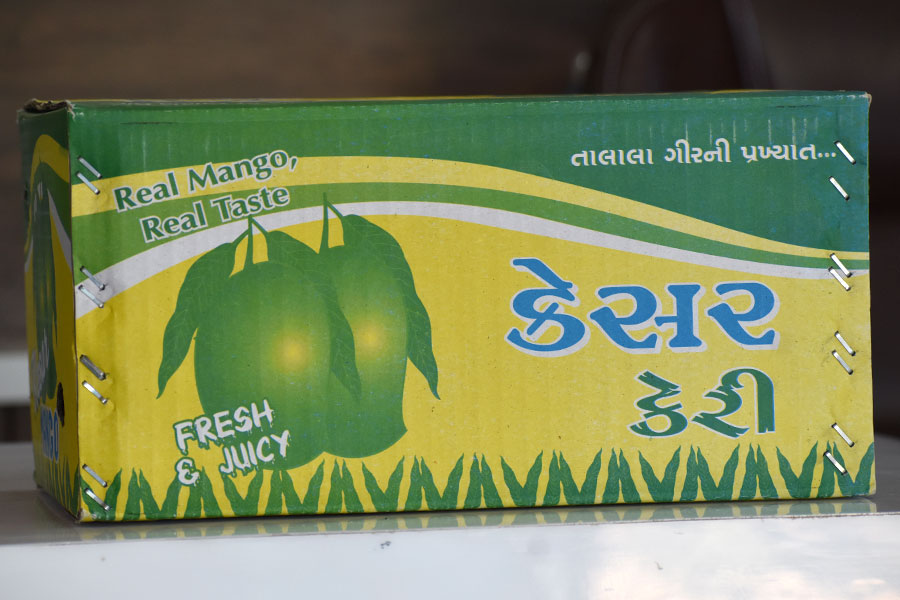 Real Mango,
Real Taste
તાલાલા ગીરની પ્રખ્યાત...
કેસર
કેરી
FRESH
& JUICY